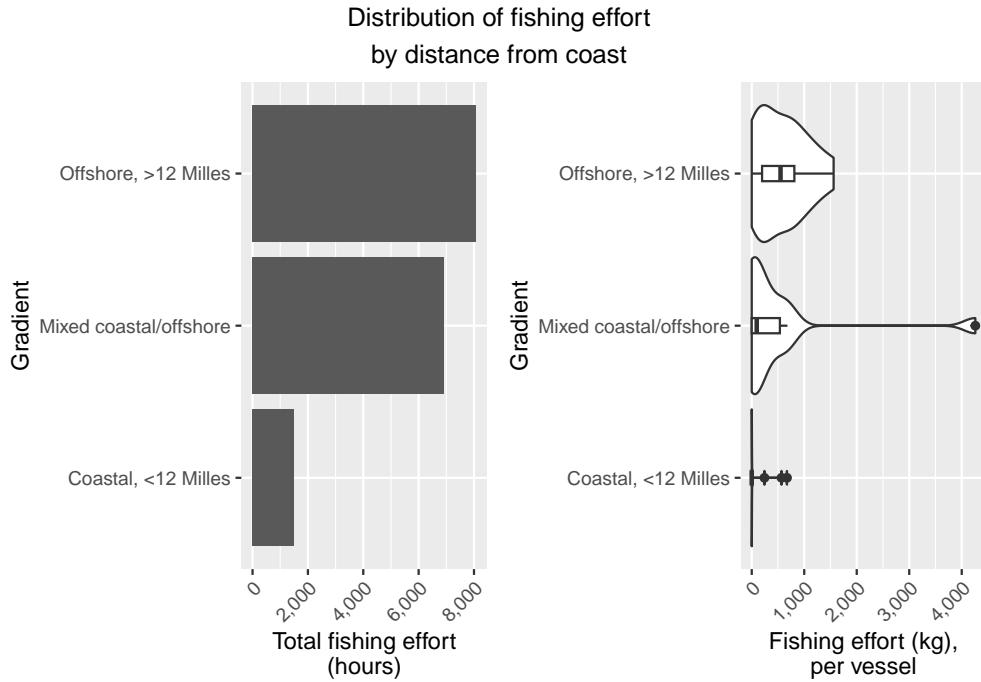 Distribution of fishing effort
by distance from coast
Gradient
Offshore, >12 Milles
Mixed coastal/offshore
Coastal, <12 Milles
0
2,000
4,000
6,000
8,000
Total fishing effort
(hours)
Gradient
Offshore, >12 Milles
Mixed coastal/offshore
Coastal, <12 Milles
0
1,000
2,000
3,000
4,000
Fishing effort (kg),
per vessel